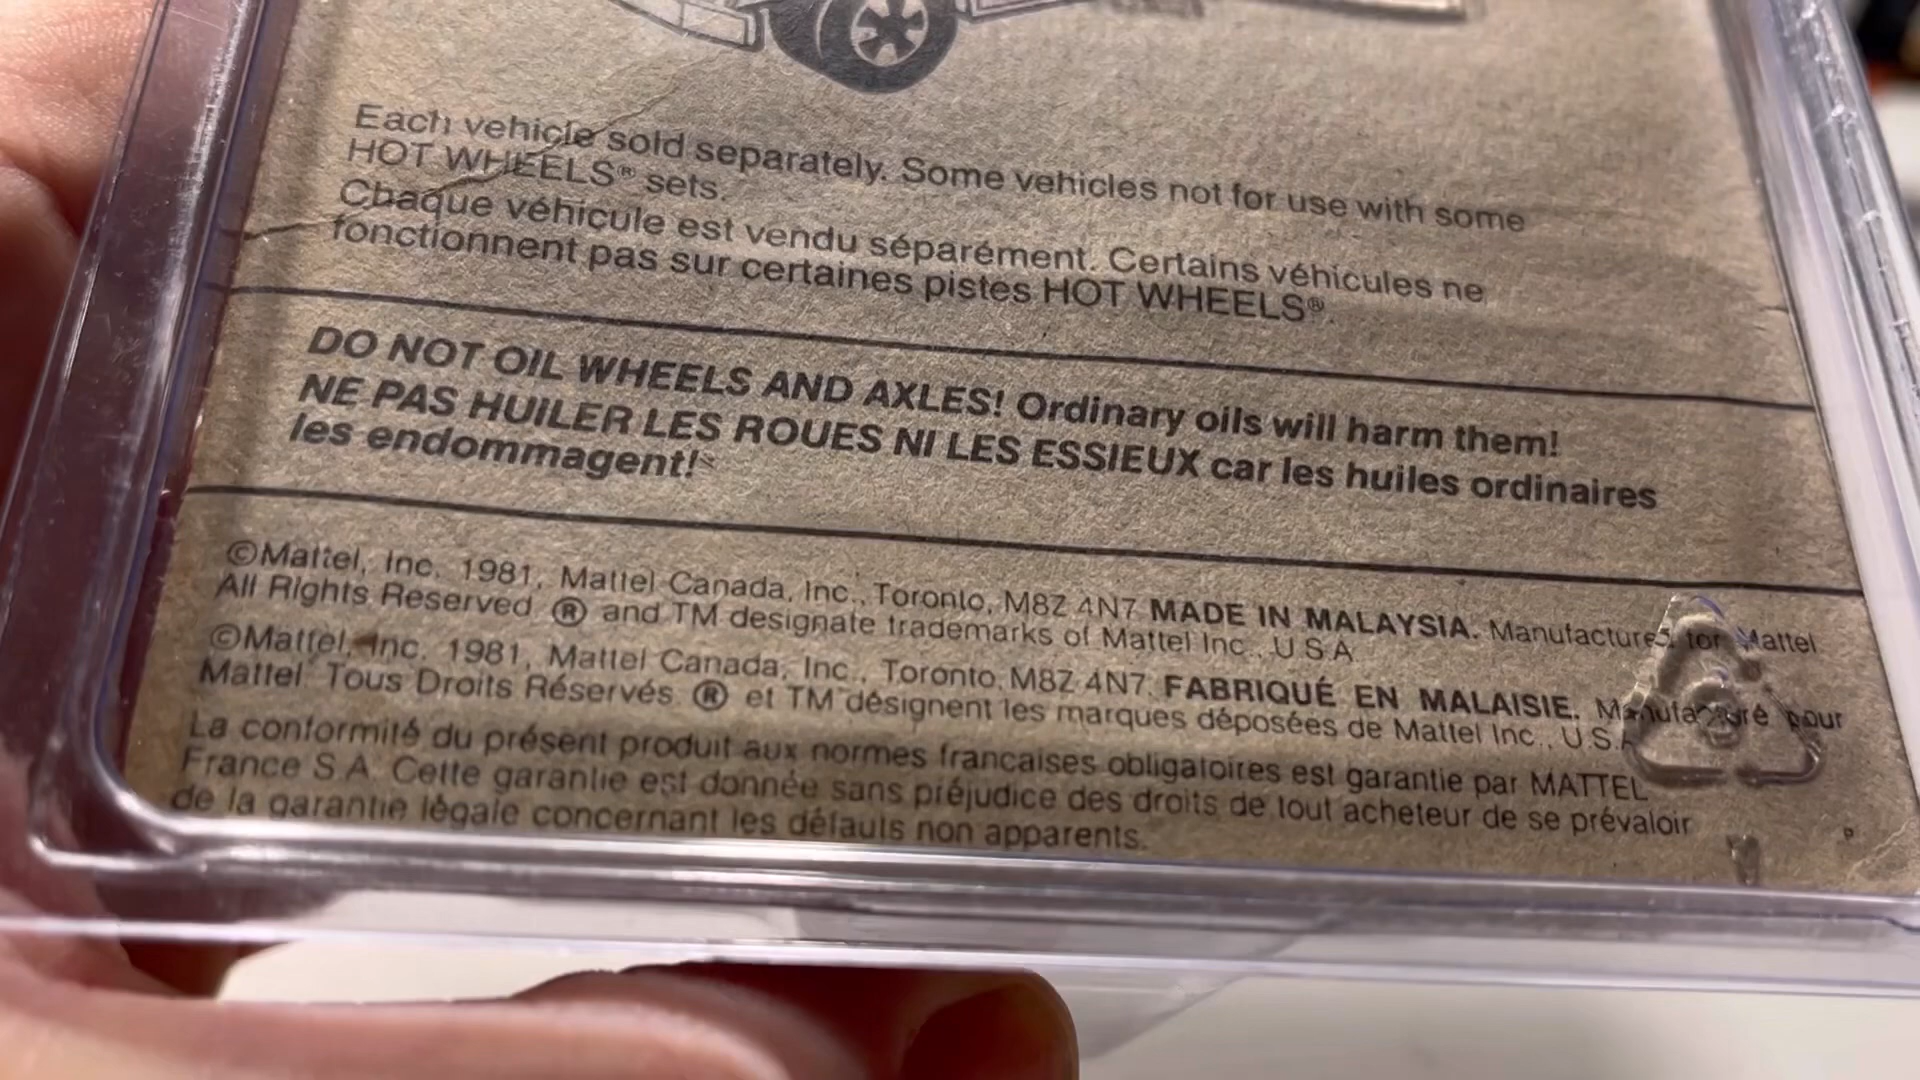 Each vehicle sold separately. Some vehicles not for use with some
HOT WHEELS® sets.
Chaque véhicule est vendu séparément. Certains véhicules ne
fonctionnent pas sur certaines pistes HOT WHEELS®.
DO NOT OIL WHEELS AND AXLES! Ordinary oils will harm them!
NE PAS HUILER LES ROUES NI LES ESSIEUX car les huiles ordinaires
les endommagent!
©Mattel, Inc. 1981, Mattel Canada, Inc., Toronto, M8Z 4N7 MADE IN MALAYSIA. Manufactured for Mattel
All Rights Reserved ® and TM designate trademarks of Mattel Inc., U.S.A.
©Mattel, Inc. 1981, Mattel Canada, Inc., Toronto, M8Z 4N7. FABRIQUÉ EN MALAISIE. Manufacturé pour
Mattel. Tous Droits Réservés ® et TM désignent les marques déposées de Mattel Inc., U.S.A
La conformité du présent produit aux normes francaises obligatoires est garantie par MATTEL
France S.A. Cette garantie est donnée sans préjudice des droits de tout acheteur de se prévaloir
de la garantie légale concernant les défauts non apparents.